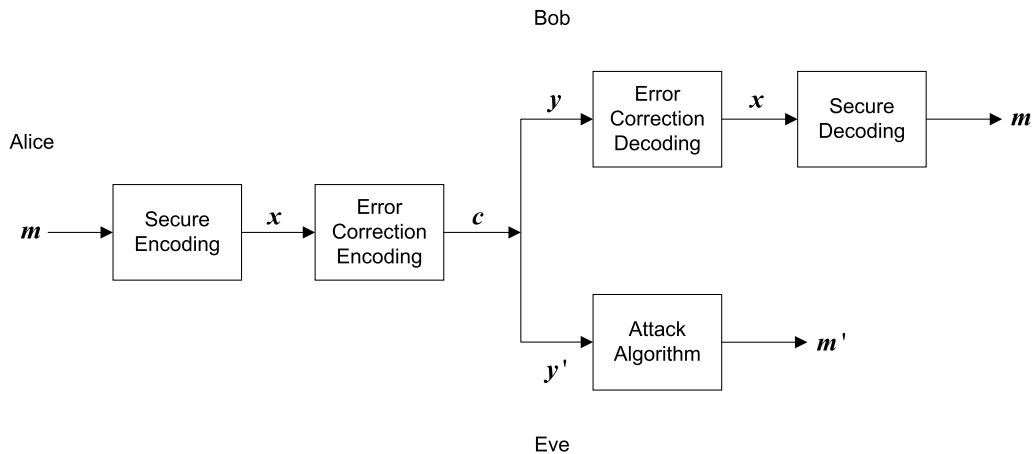 Bob
Alice
m
Secure
Encoding
x
Error
Correction
Encoding
c
y
Error
Correction
Decoding
x
Secure
Decoding
m
y'
Attack
Algorithm
m'
Eve